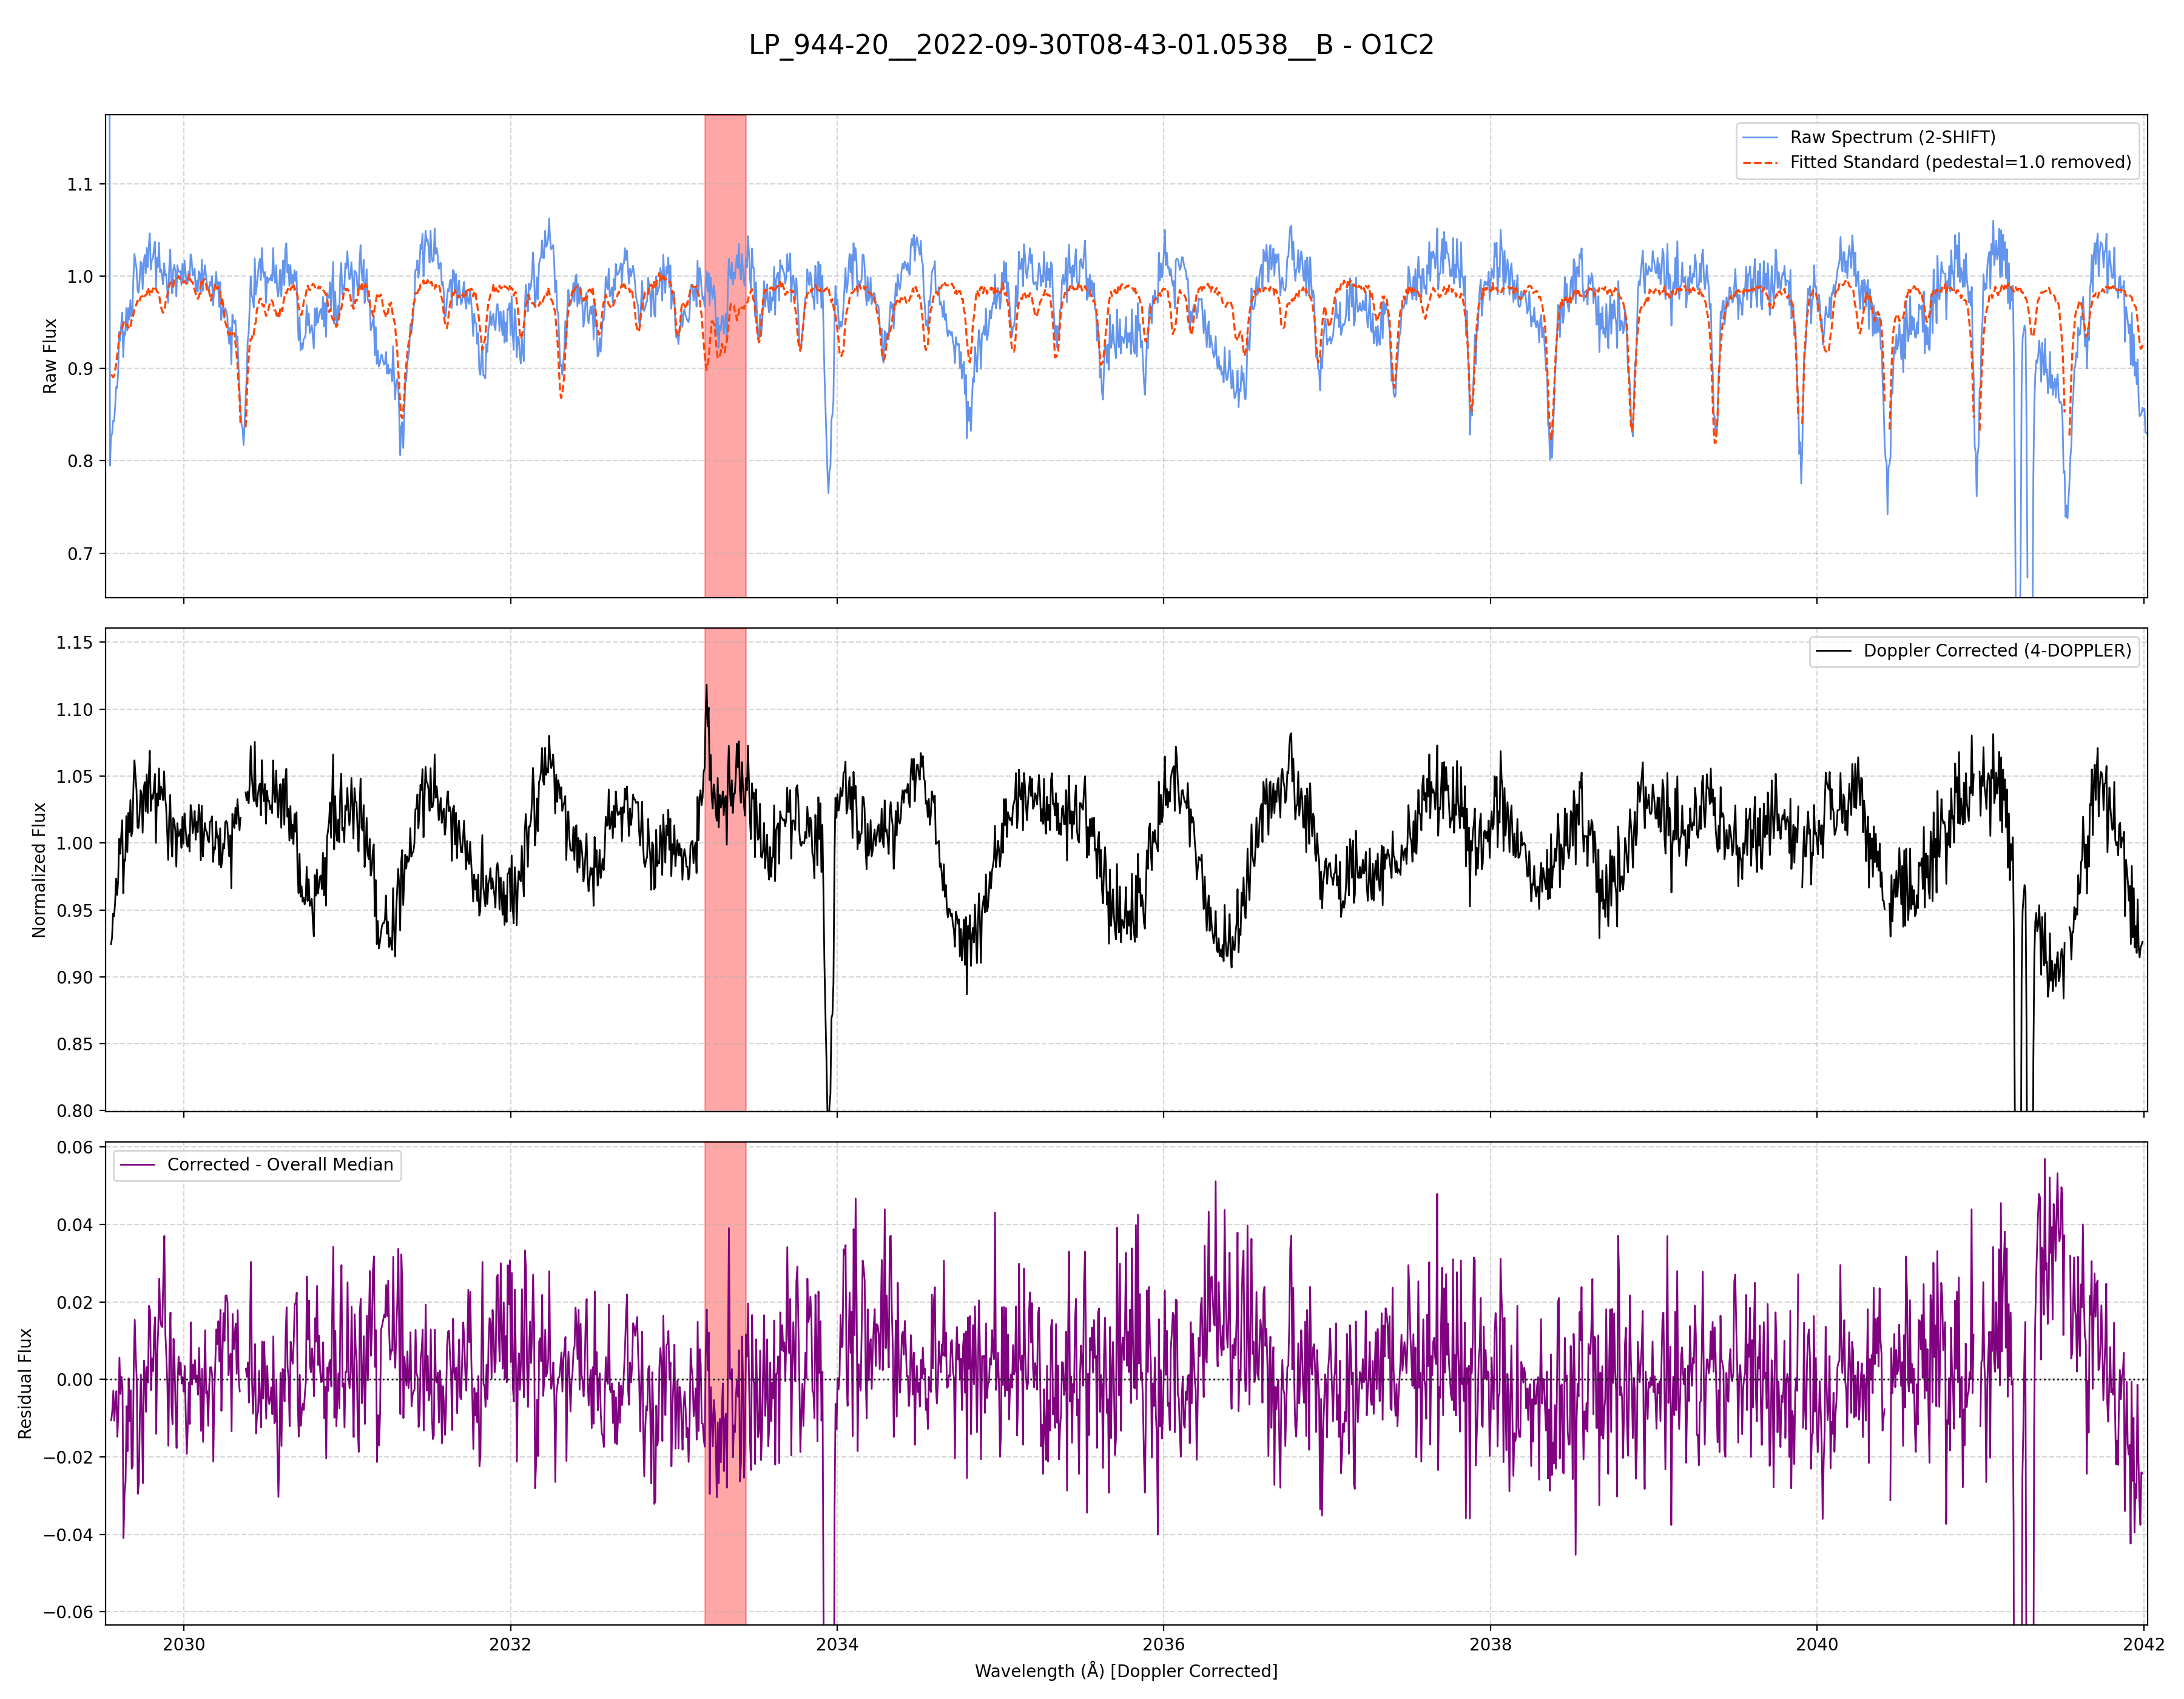 LP_944-20__2022-09-30T08-43-01.0538__B - O1C2
Raw Spectrum (2-SHIFT)
Fitted Standard (pedestal=1.0 removed)
1.1
1.0
0.9
0.8
0.7
Raw Flux
Doppler Corrected (4-DOPPLER)
1.15
1.10
1.05
1.00
0.95
0.90
0.85
0.80
Normalized Flux
Corrected - Overall Median
0.06
0.04
0.02
0.00
−0.02
−0.04
−0.06
Residual Flux
2030 2032 2034 2036 2038 2040 2042
Wavelength (Å) [Doppler Corrected]